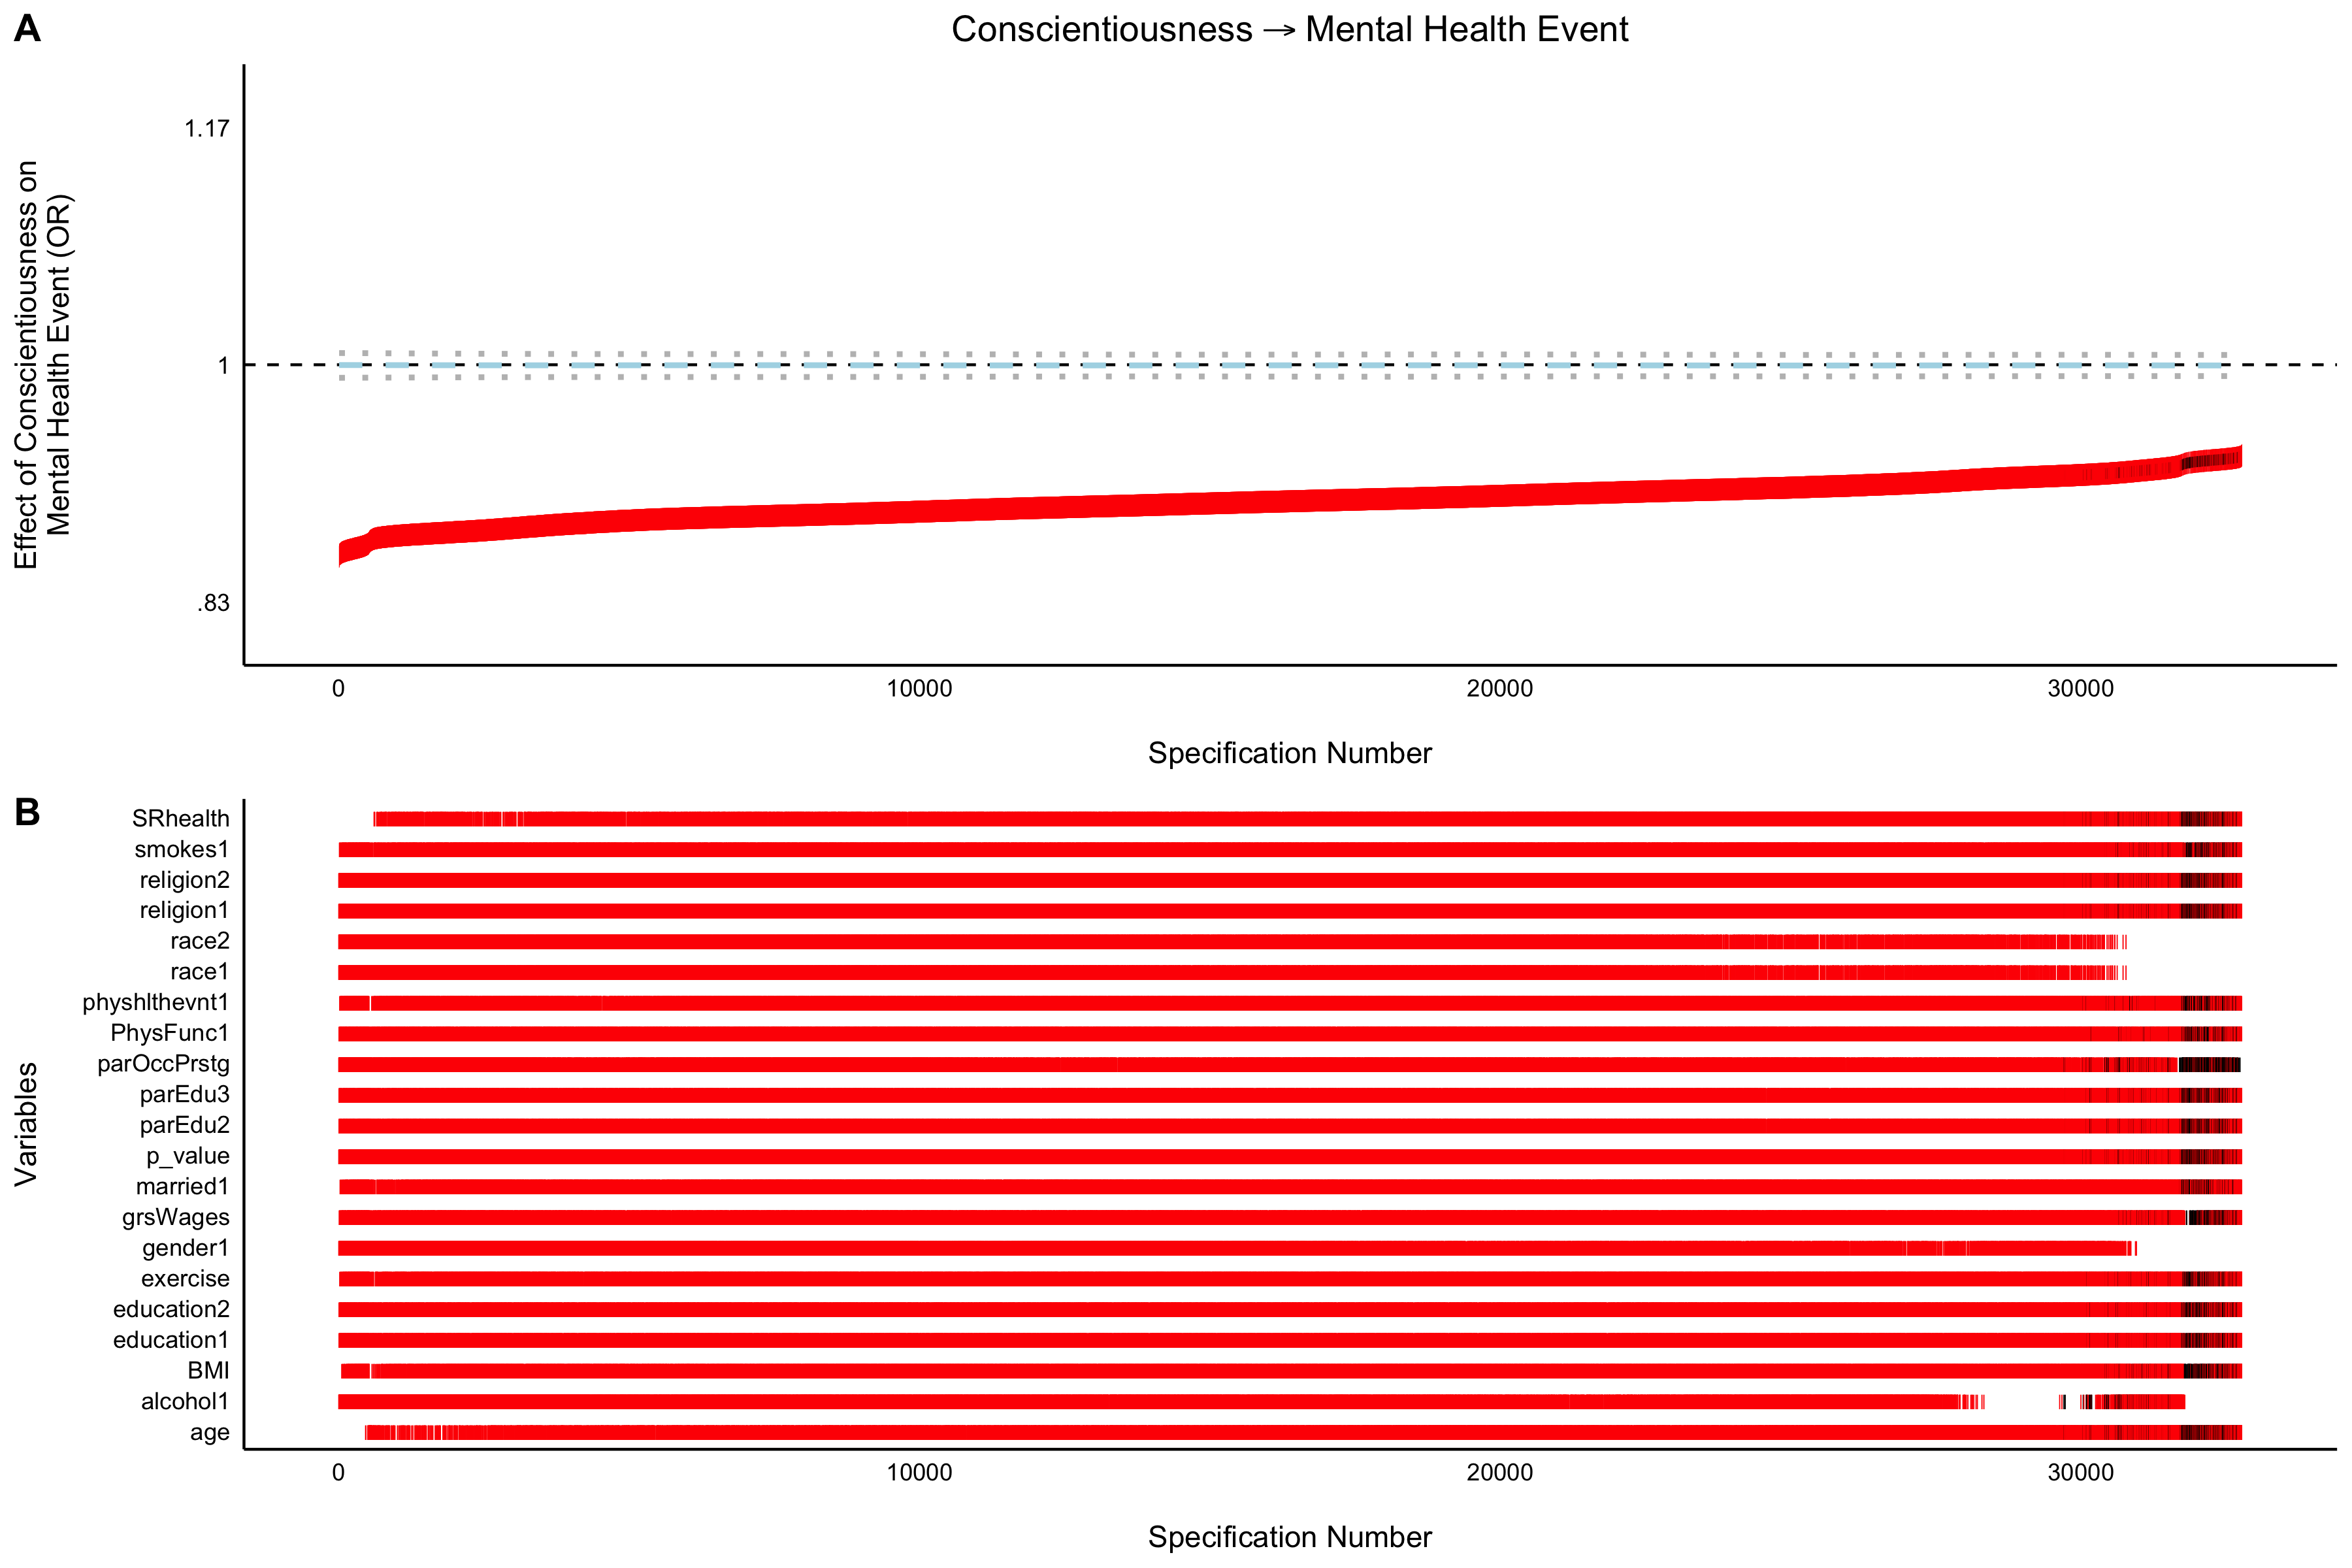 A
Conscientiousness → Mental Health Event
Effect of Conscientiousness on
Mental Health Event (OR)
1.17
1
.83
0 10000 20000 30000
Specification Number
B
Variables
SRhealth
smokes1
religion2
religion1
race2
race1
physhlthevnt1
PhysFunc1
parOccPrstg
parEdu3
parEdu2
p_value
married1
grsWages
gender1
exercise
education2
education1
BMI
alcohol1
age
0 10000 20000 30000
Specification Number